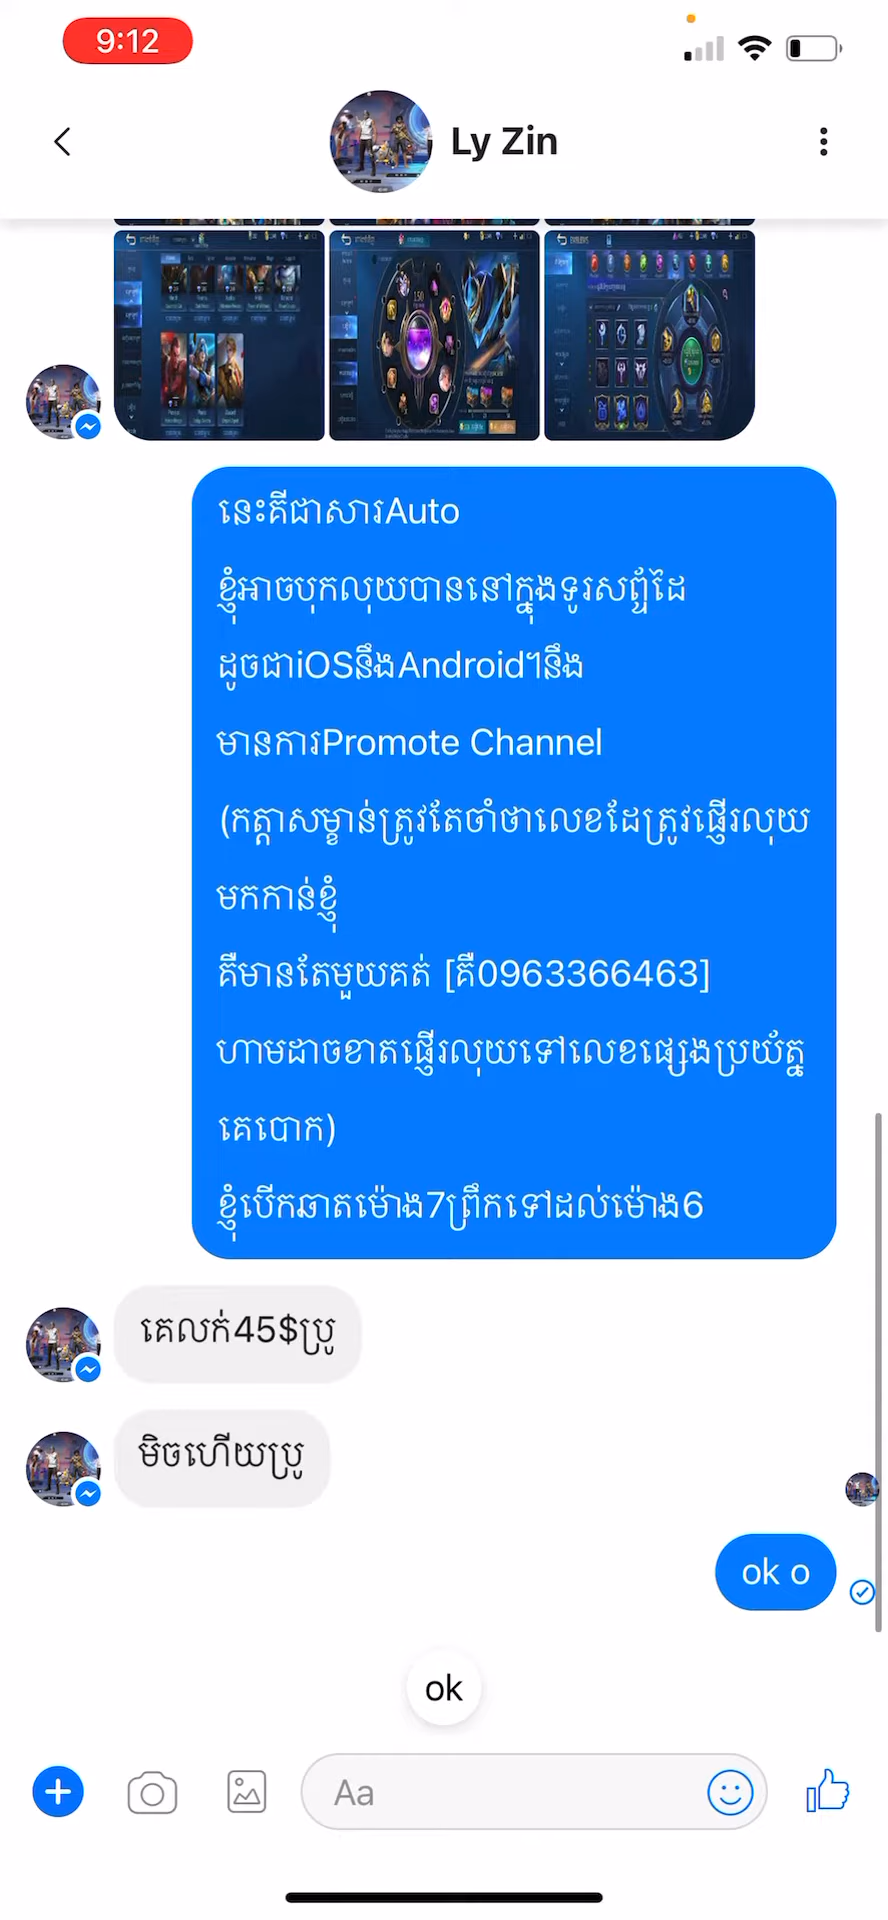 9:12
Ly Zin
នេះគឺជាសារAuto
ខ្ញុំអាចបុកលុយបាននៅក្នុងទូរសព្ទ័ដៃ
ដូចជាiOSនឹងAndroidៗនឹង
មានការPromote Channel
(កត្តាសម្ខាន់ត្រូវតែចាំថាលេខដែត្រូវផ្ញើរលុយ
មកកាន់ខ្ញុំ
គឺមានតែមួយគត់ [គឺ0963366463]
ហាមដាចខាតផ្ញើរលុយទៅលេខផ្សេងប្រយ័ត្ន
គេបោក)
ខ្ញុំបើកឆាតម៉ោង7ព្រឹកទៅដល់ម៉ោង6
គេលក់45$ប្រូ
មិចហើយប្រូ
ok o
ok
Aa